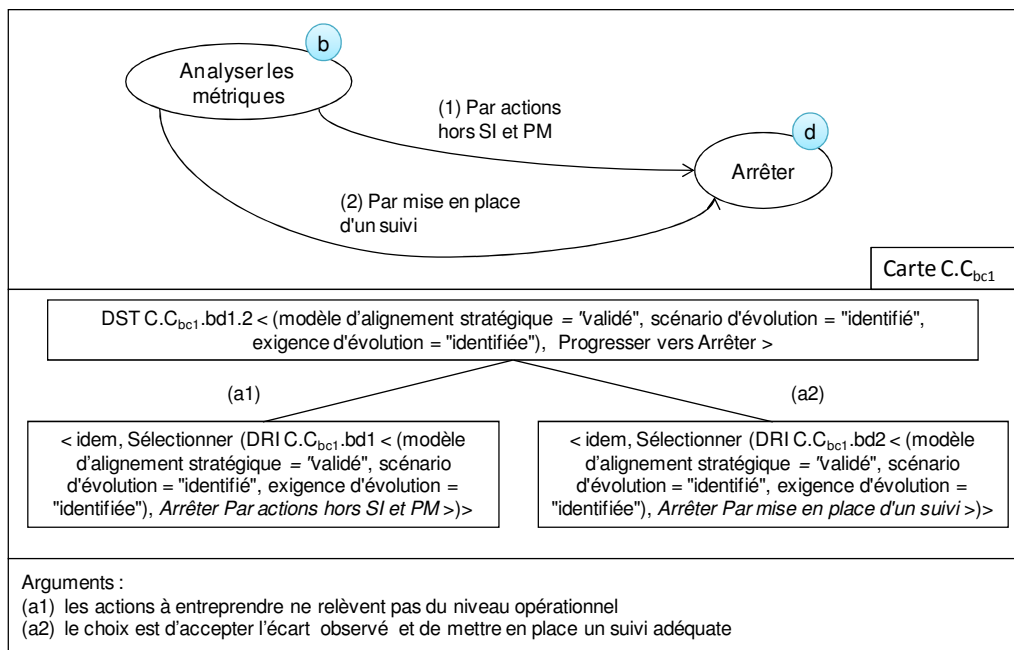 b
Analyser les
métriques
(1) Par actions
hors SI et PM
d
Arrêter
(2) Par mise en place
d'un suivi
Carte C.Cbc1
DST C.Cbc1.bd1.2 < (modèle d'alignement stratégique = "validé", scénario d'évolution = "identifié",
exigence d'évolution = "identifiée"), Progresser vers Arrêter >
(a1)
(a2)
< idem, Sélectionner (DRI C.Cbc1.bd1 < (modèle
d'alignement stratégique = "validé", scénario
d'évolution = "identifié", exigence d'évolution =
"identifiée"), Arrêter Par actions hors SI et PM >)>
< idem, Sélectionner (DRI C.Cbc1.bd2 < (modèle
d'alignement stratégique = "validé", scénario
d'évolution = "identifié", exigence d'évolution =
"identifiée"), Arrêter Par mise en place d'un suivi >)>
Arguments :
(a1) les actions à entreprendre ne relèvent pas du niveau opérationnel
(a2) le choix est d'accepter l'écart observé et de mettre en place un suivi adéquate